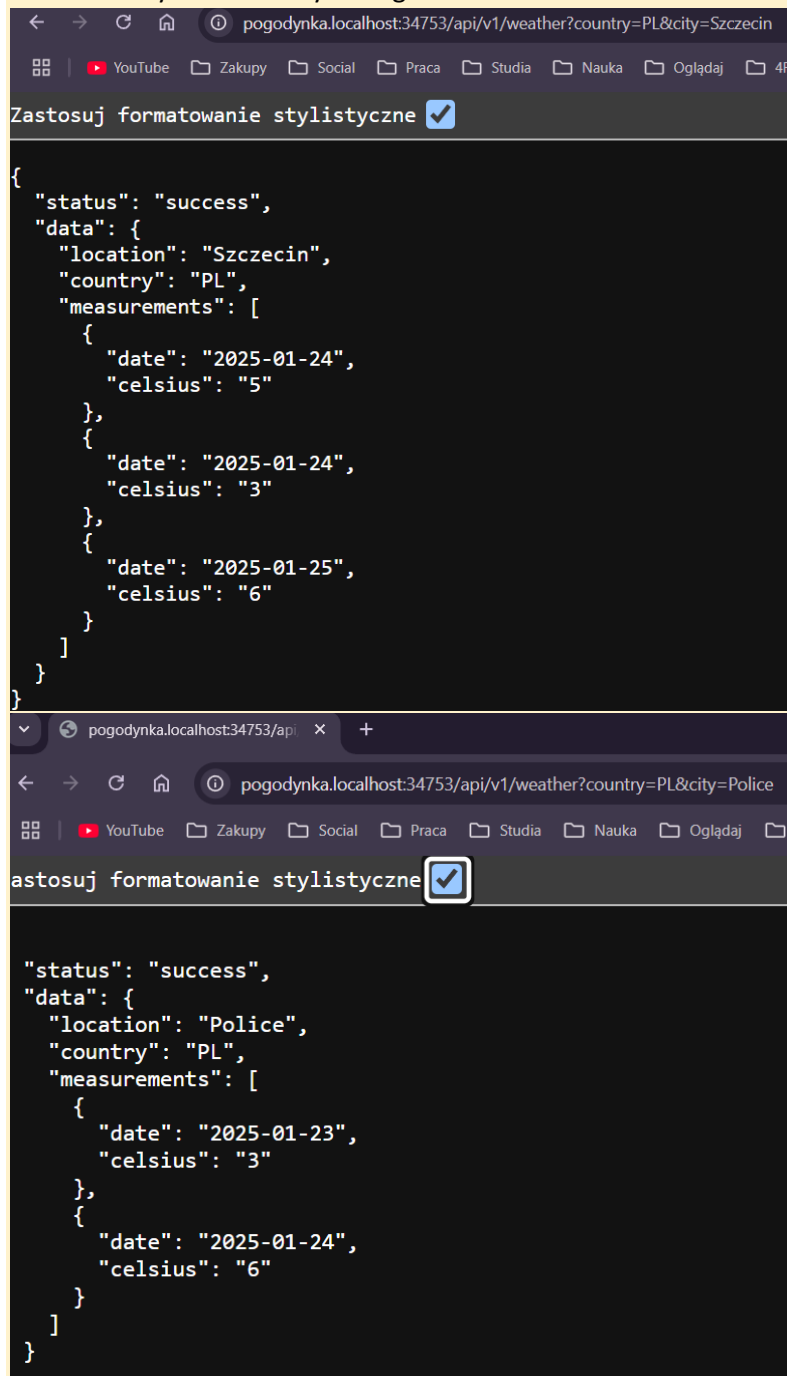 pogodynka.localhost:34753/api/v1/weather?country=PL&city=Szczecin
YouTube Zakupy Social Praca Studia Nauka Oglądaj
Zastosuj formatowanie stylistyczne
{
"status": "success",
"data": {
"location": "Szczecin",
"country": "PL",
"measurements": [
{
"date": "2025-01-24",
"celsius": "5"
},
{
"date": "2025-01-24",
"celsius": "3"
},
{
"date": "2025-01-25",
"celsius": "6"
}
]
}
}
pogodynka.localhost:34753/api
pogodynka.localhost:34753/api/v1/weather?country=PL&city=Police
YouTube Zakupy Social Praca Studia Nauka Oglądaj
astosuj formatowanie stylistyczne
"status": "success",
"data": {
"location": "Police",
"country": "PL",
"measurements": [
{
"date": "2025-01-23",
"celsius": "3"
},
{
"date": "2025-01-24",
"celsius": "6"
}
]
}